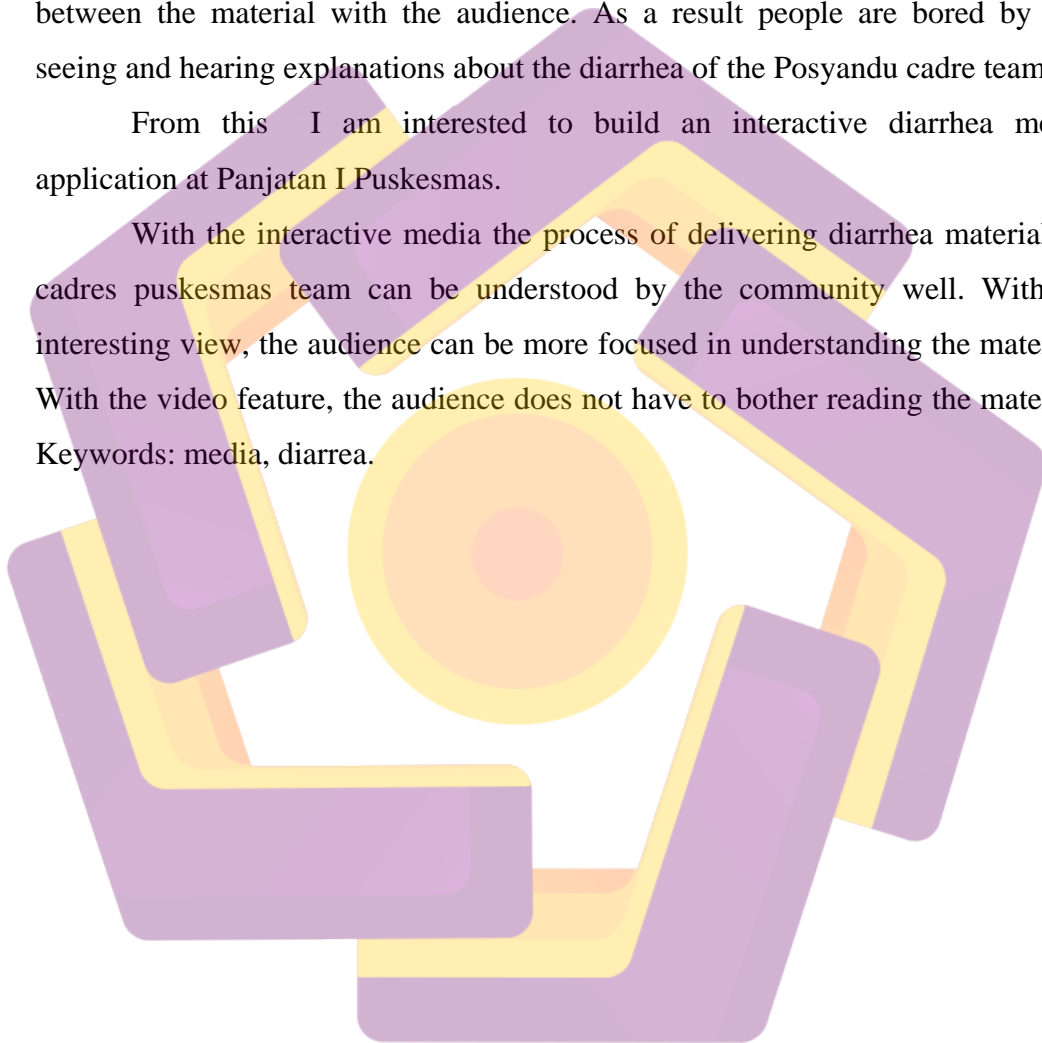 between the material with the audience. As a result people are bored by
seeing and hearing explanations about the diarrhea of the Posyandu cadre team
From this I am interested to build an interactive diarrhea
application at Panjatan I Puskesmas.
With the interactive media the process of delivering diarrhea material
cadres puskesmas team can be understood by the community well. With
interesting view, the audience can be more focused in understanding the
With the video feature, the audience does not have to bother reading the
Keywords: media, diarrea.